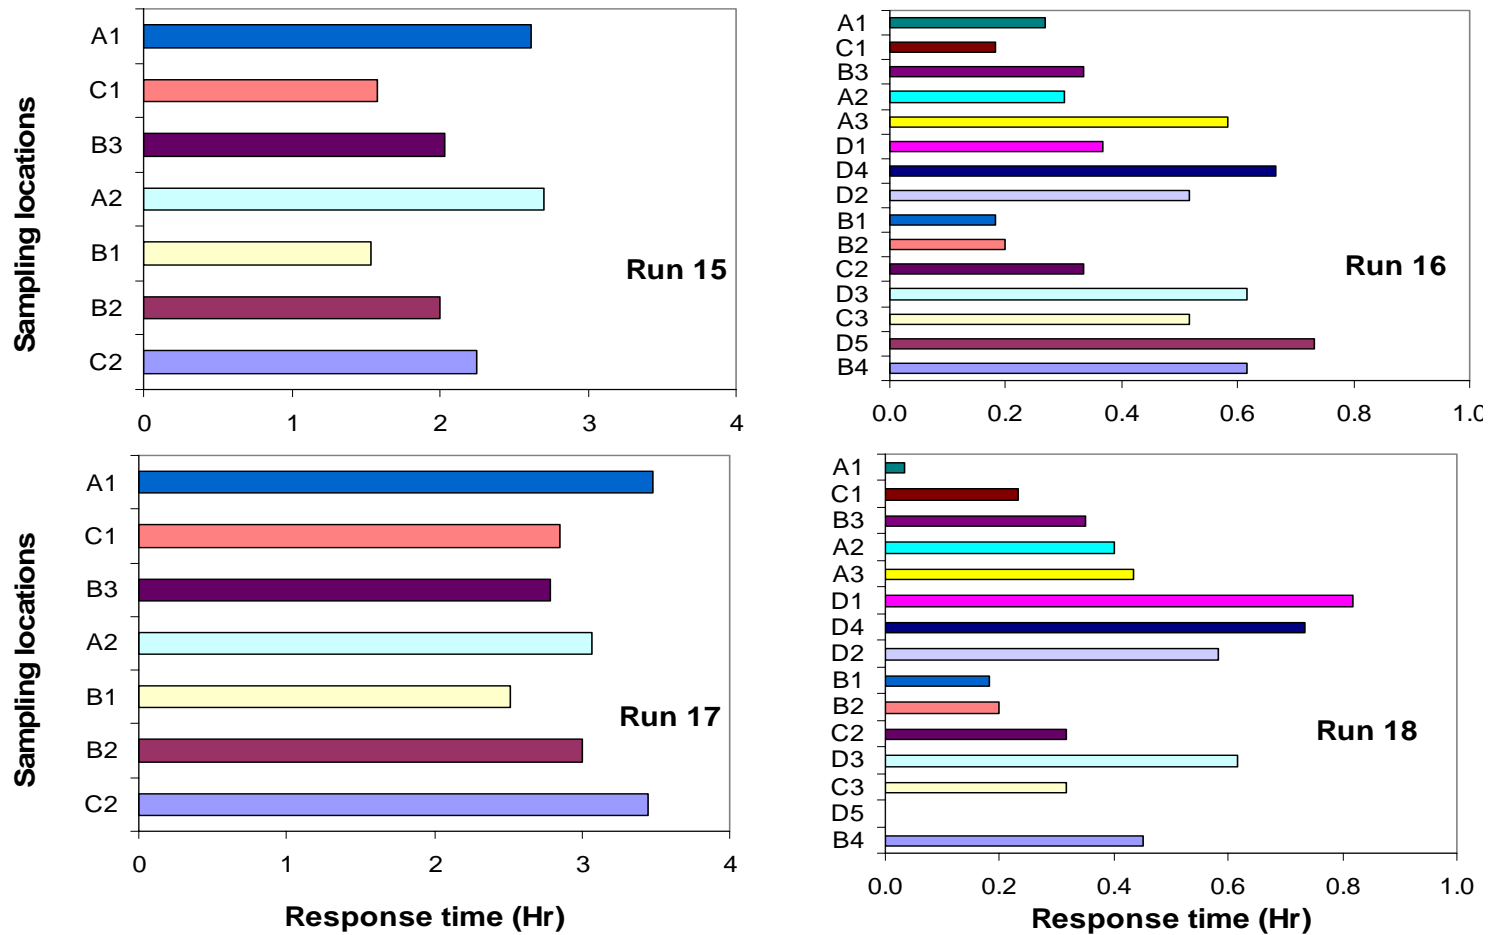 Sampling locations
A1
C1
B3
A2
B1
B2
C2
Run 15
0 1 2 3 4
A1
C1
B3
A2
A3
D1
D4
D2
B1
B2
C2
D3
C3
D5
B4
Run 16
0.0 0.2 0.4 0.6 0.8 1.0
Sampling locations
A1
C1
B3
A2
B1
B2
C2
Run 17
0 1 2 3 4
Response time (Hr)
A1
C1
B3
A2
A3
D1
D4
D2
B1
B2
C2
D3
C3
D5
B4
Run 18
0.0 0.2 0.4 0.6 0.8 1.0
Response time (Hr)